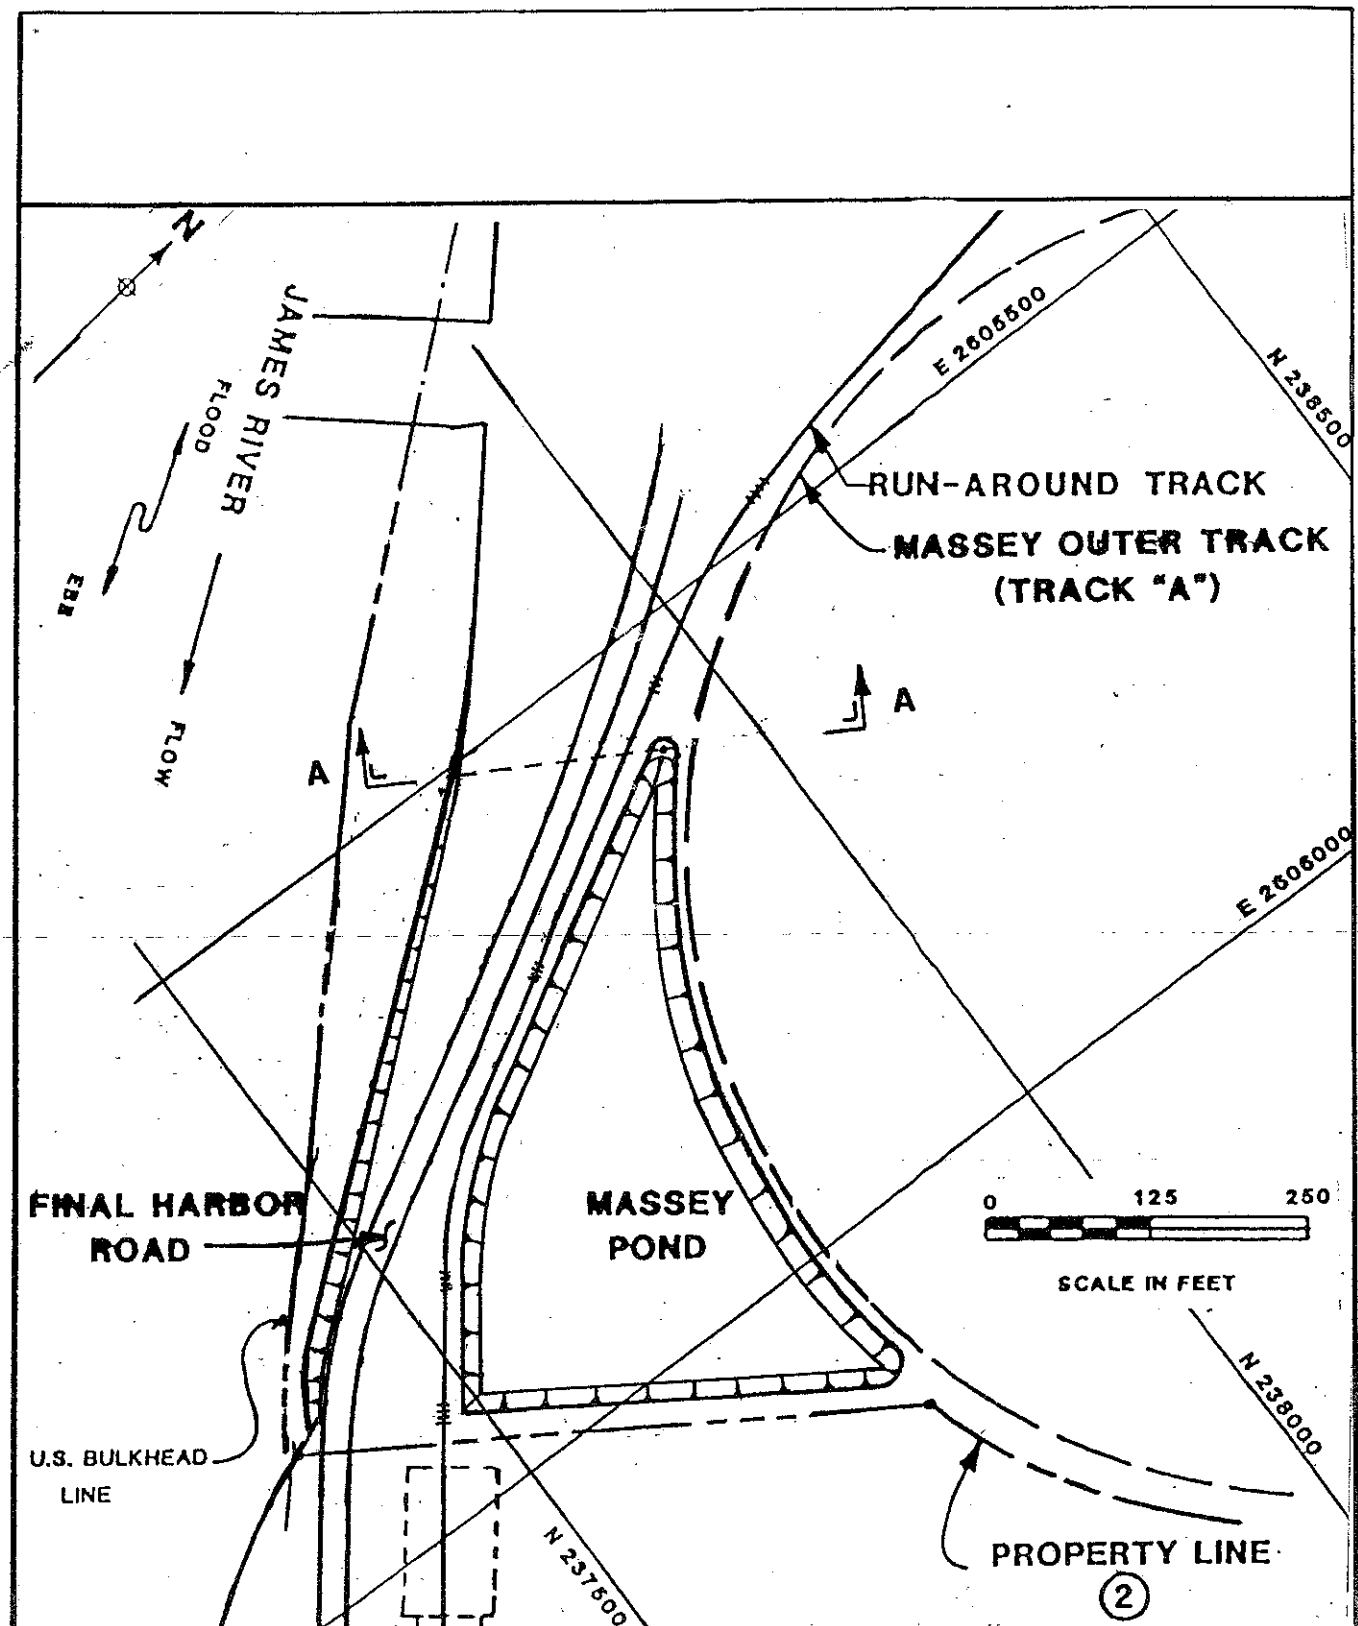 N
JAMES RIVER
FLOOD
EBB
FLOW
E 2605500
N 238500
RUN-AROUND TRACK
MASSEY OUTER TRACK
(TRACK "A")
A
A
E 2606000
FINAL HARBOR
ROAD
MASSEY
POND
0 125 250
SCALE IN FEET
N 238000
U.S. BULKHEAD
LINE
N 237500
PROPERTY LINE
2